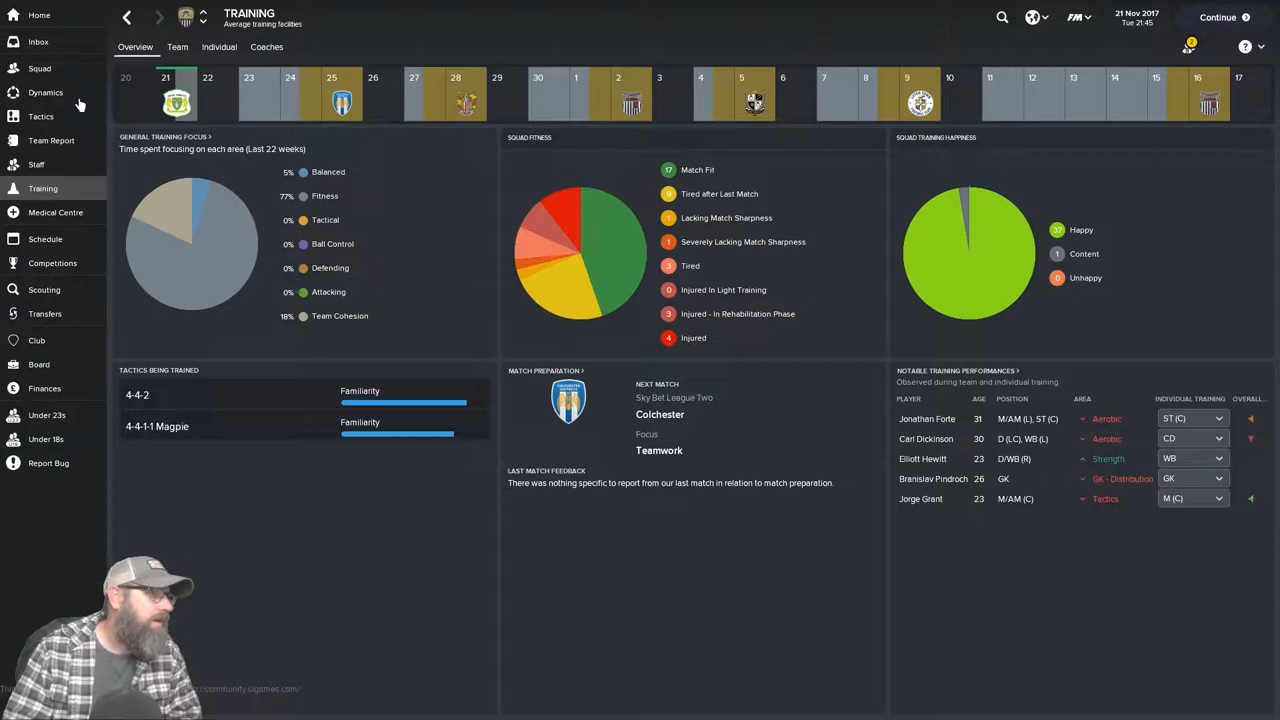 Home
Inbox
Squad
Dynamics
Tactics
Team Report
Staff
Training
Medical Centre
Schedule
Competitions
Scouting
Transfers
Club
Board
Finances
Under 23s
Under 18s
Report Bug
TRAINING
Average training facilities
FM
21 Nov 2017
Tue 21:45
Continue
Overview Team Individual Coaches
2
?
20 21 22 23 24 25 26 27 28 29 30 1 2 3 4 5 6 7 8 9 10 11 12 13 14 15 16 17
GENERAL TRAINING FOCUS >
Time spent focusing on each area (Last 22 weeks)
5% Balanced
77% Fitness
0% Tactical
0% Ball Control
0% Defending
0% Attacking
18% Team Cohesion
SQUAD FITNESS
17 Match Fit
9 Tired after Last Match
1 Lacking Match Sharpness
1 Severely Lacking Match Sharpness
3 Tired
0 Injured In Light Training
3 Injured - In Rehabilitation Phase
4 Injured
SQUAD TRAINING HAPPINESS
37 Happy
1 Content
0 Unhappy
TACTICS BEING TRAINED
4-4-2 Familiarity
4-4-1-1 Magpie Familiarity
MATCH PREPARATION >
NEXT MATCH
Sky Bet League Two
Colchester
Focus
Teamwork
LAST MATCH FEEDBACK
There was nothing specific to report from our last match in relation to match preparation.
NOTABLE TRAINING PERFORMANCES >
Observed during team and individual training
PLAYER AGE POSITION AREA INDIVIDUAL TRAINING OVERALL...
Jonathan Forte 31 M/AM (L), ST (C) Aerobic ST (C)
Carl Dickinson 30 D (LC), WB (L) Aerobic CD
Elliott Hewitt 23 D/WB (R) Strength WB
Branislav Pindroch 26 GK GK - Distribution GK
Jorge Grant 23 M/AM (C) Tactics M (C)
://community.sigames.com/